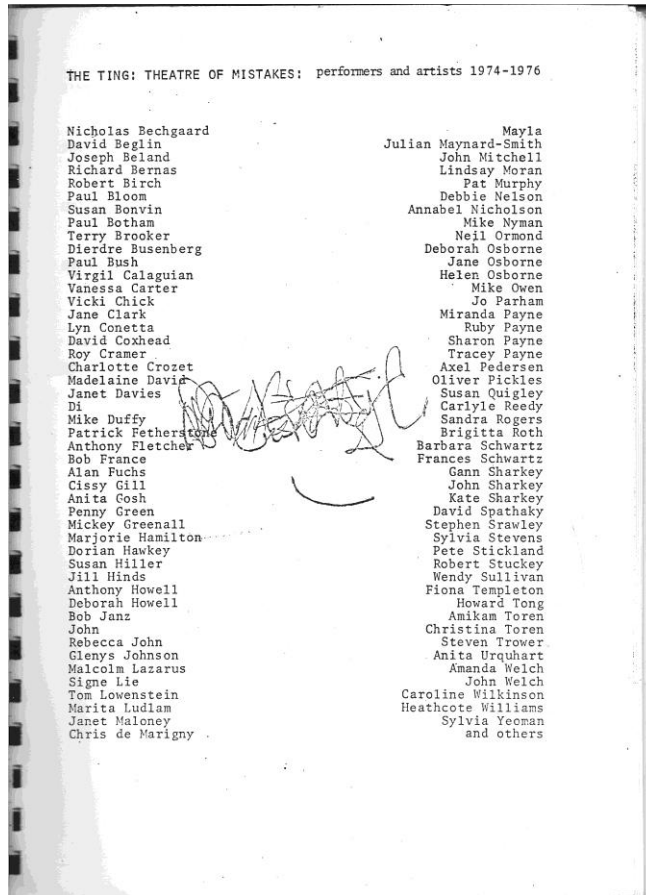 THE TING: THEATRE OF MISTAKES: performers and artists 1974-1976
Nicholas Bechgaard
David Beglin
Joseph Beland
Richard Bernas
Robert Birch
Paul Bloom
Susan Bonvin
Paul Botham
Terry Brooker
Dierdre Busenberg
Paul Bush
Virgil Calaguian
Vanessa Carter
Vicki Chick
Jane Clark
Lyn Conetta
David Coxhead
Roy Cramer
Charlotte Crozet
Madelaine David
Janet Davies
Di
Mike Duffy
Patrick Fetherstone
Anthony Fletcher
Bob France
Alan Fuchs
Cissy Gill
Anita Gosh
Penny Green
Mickey Greenall
Marjorie Hamilton
Dorian Hawkey
Susan Hiller
Jill Hinds
Anthony Howell
Deborah Howell
Bob Janz
John
Rebecca John
Glenys Johnson
Malcolm Lazarus
Signe Lie
Tom Lowenstein
Marita Ludlam
Janet Maloney
Chris de Marigny
Mayla
Julian Maynard-Smith
John Mitchell
Lindsay Moran
Pat Murphy
Debbie Nelson
Annabel Nicholson
Mike Nyman
Neil Ormond
Deborah Osborne
Jane Osborne
Helen Osborne
Mike Owen
Jo Parham
Miranda Payne
Ruby Payne
Sharon Payne
Tracey Payne
Axel Pedersen
Oliver Pickles
Susan Quigley
Carlyle Reedy
Sandra Rogers
Brigitta Roth
Barbara Schwartz
Frances Schwartz
Gann Sharkey
John Sharkey
Kate Sharkey
David Spathaky
Stephen Srawley
Sylvia Stevens
Pete Stickland
Robert Stuckey
Wendy Sullivan
Fiona Templeton
Howard Tong
Amikam Toren
Christina Toren
Steven Trower
Anita Urquhart
Amanda Welch
John Welch
Caroline Wilkinson
Heathcote Williams
Sylvia Yeoman
and others